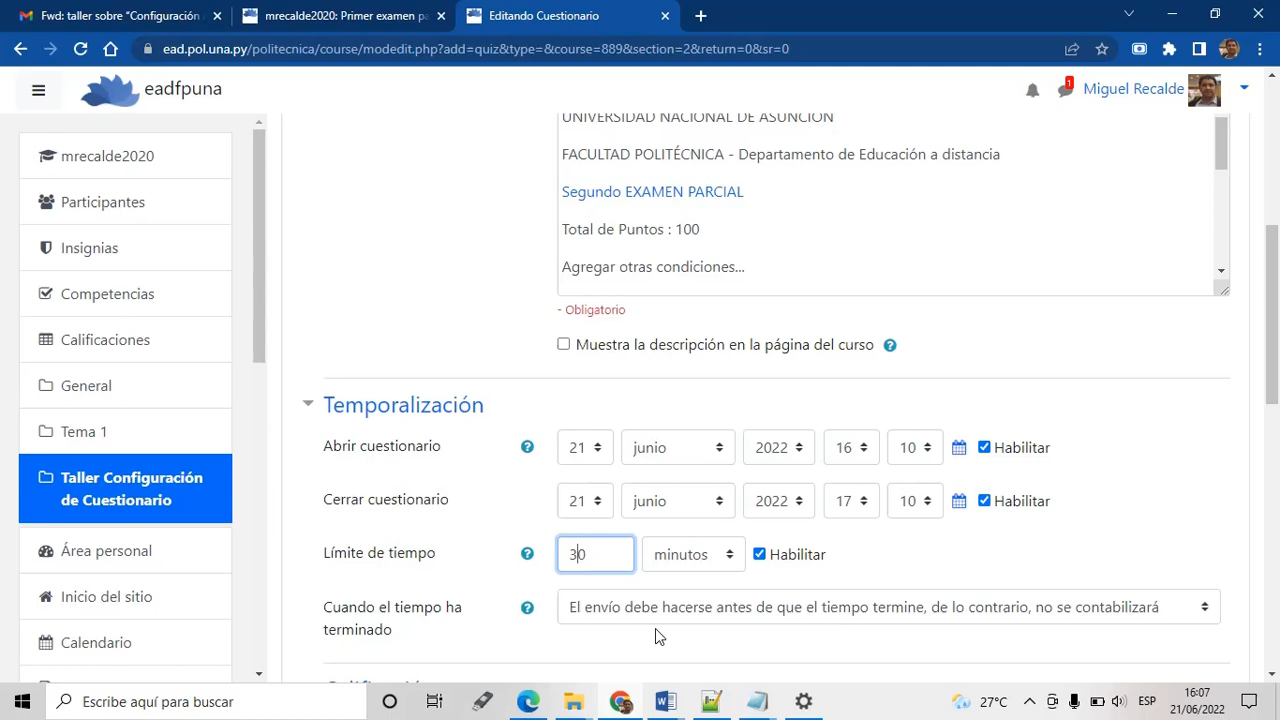 Fwd: taller sobre "Configuración
mrecalde2020: Primer examen pa
Editando Cuestionario
ead.pol.una.py/politecnica/course/modedit.php?add=quiz&type=&course=889&section=2&return=0&sr=0
eadfpuna
1
Miguel Recalde
mrecalde2020
Participantes
Insignias
Competencias
Calificaciones
General
Tema 1
Taller Configuración
de Cuestionario
Área personal
Inicio del sitio
Calendario
UNIVERSIDAD NACIONAL DE ASUNCIÓN
FACULTAD POLITÉCNICA - Departamento de Educación a distancia
Segundo EXAMEN PARCIAL
Total de Puntos : 100
Agregar otras condiciones...
- Obligatorio
Muestra la descripción en la página del curso
Temporalización
Abrir cuestionario 21 junio 2022 16 10 Habilitar
Cerrar cuestionario 21 junio 2022 17 10 Habilitar
Límite de tiempo 30 minutos Habilitar
Cuando el tiempo ha
terminado
El envío debe hacerse antes de que el tiempo termine, de lo contrario, no se contabilizará
Escribe aquí para buscar
27°C
ESP
16:07
21/06/2022